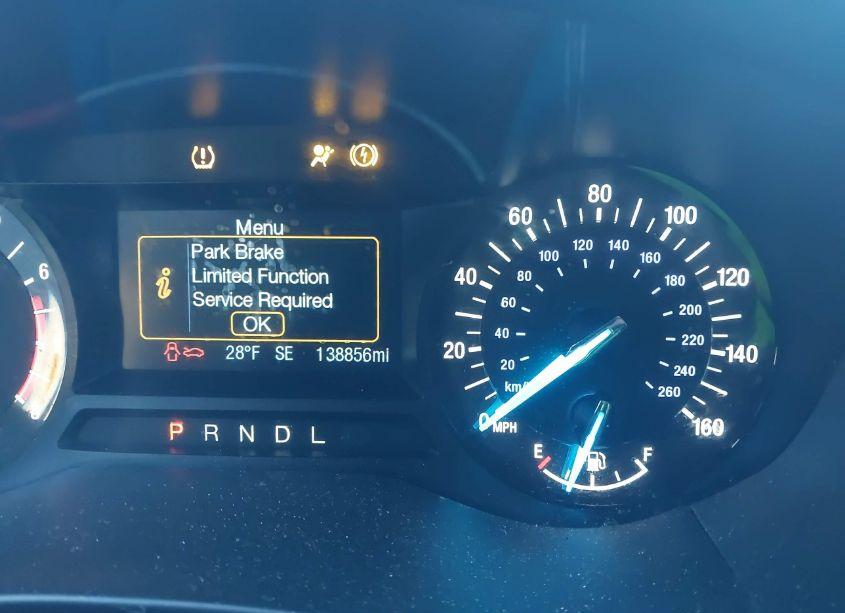 Menu
Park Brake
Limited Function
Service Required
OK
28°F SE 138856mi
P R N D L
6
0 20 40 60 80 100 120 140 160
MPH
20 40 60 80 100 120 140 160 180 200 220 240 260
E F